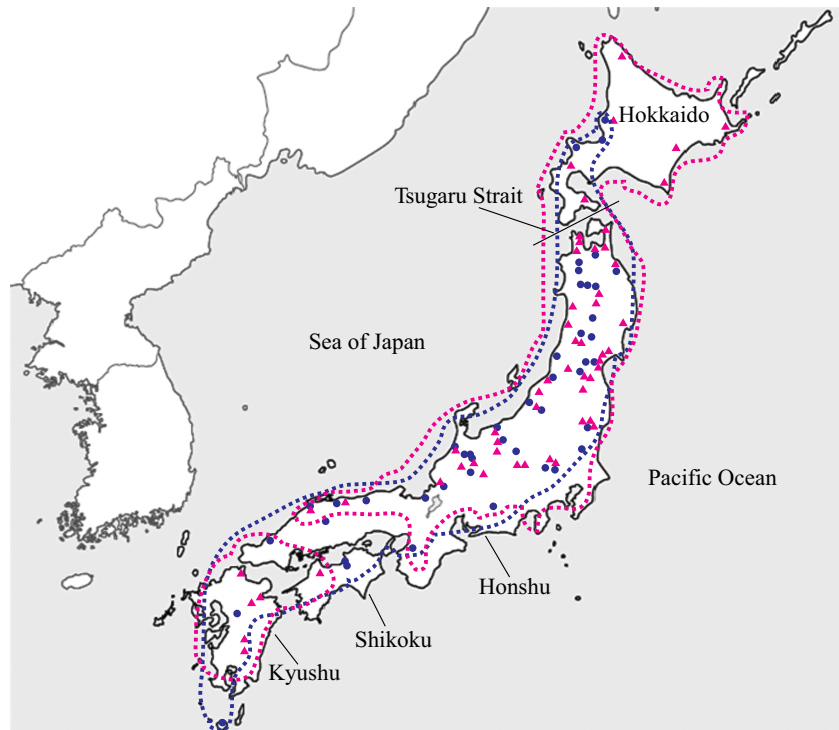 Hokkaido
Tsugaru Strait
Sea of Japan
Pacific Ocean
Honshu
Shikoku
Kyushu